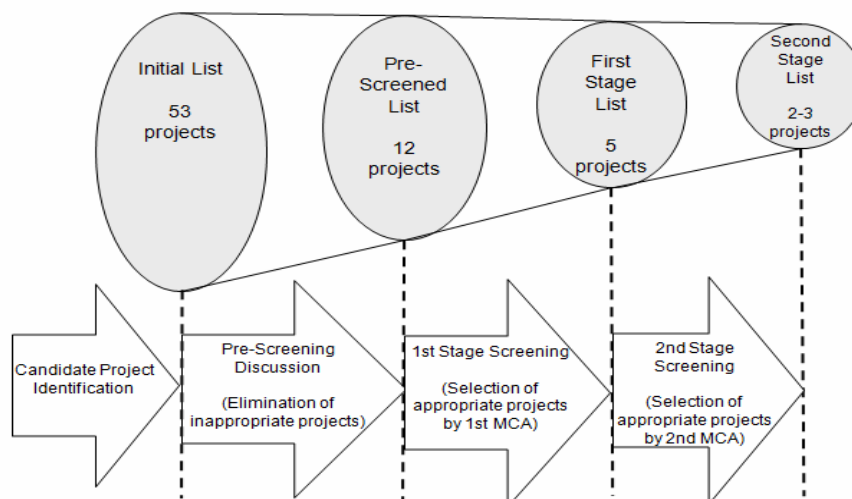 Initial List
53
projects
Pre-
Screened
List
12
projects
First
Stage
List
5
projects
Second
Stage
List
2-3
projects
Candidate Project
Identification
Pre-Screening
Discussion
(Elimination of
inappropriate projects)
1st Stage Screening
(Selection of
appropriate projects
by 1st MCA)
2nd Stage
Screening
(Selection of
appropriate projects
by 2nd MCA)